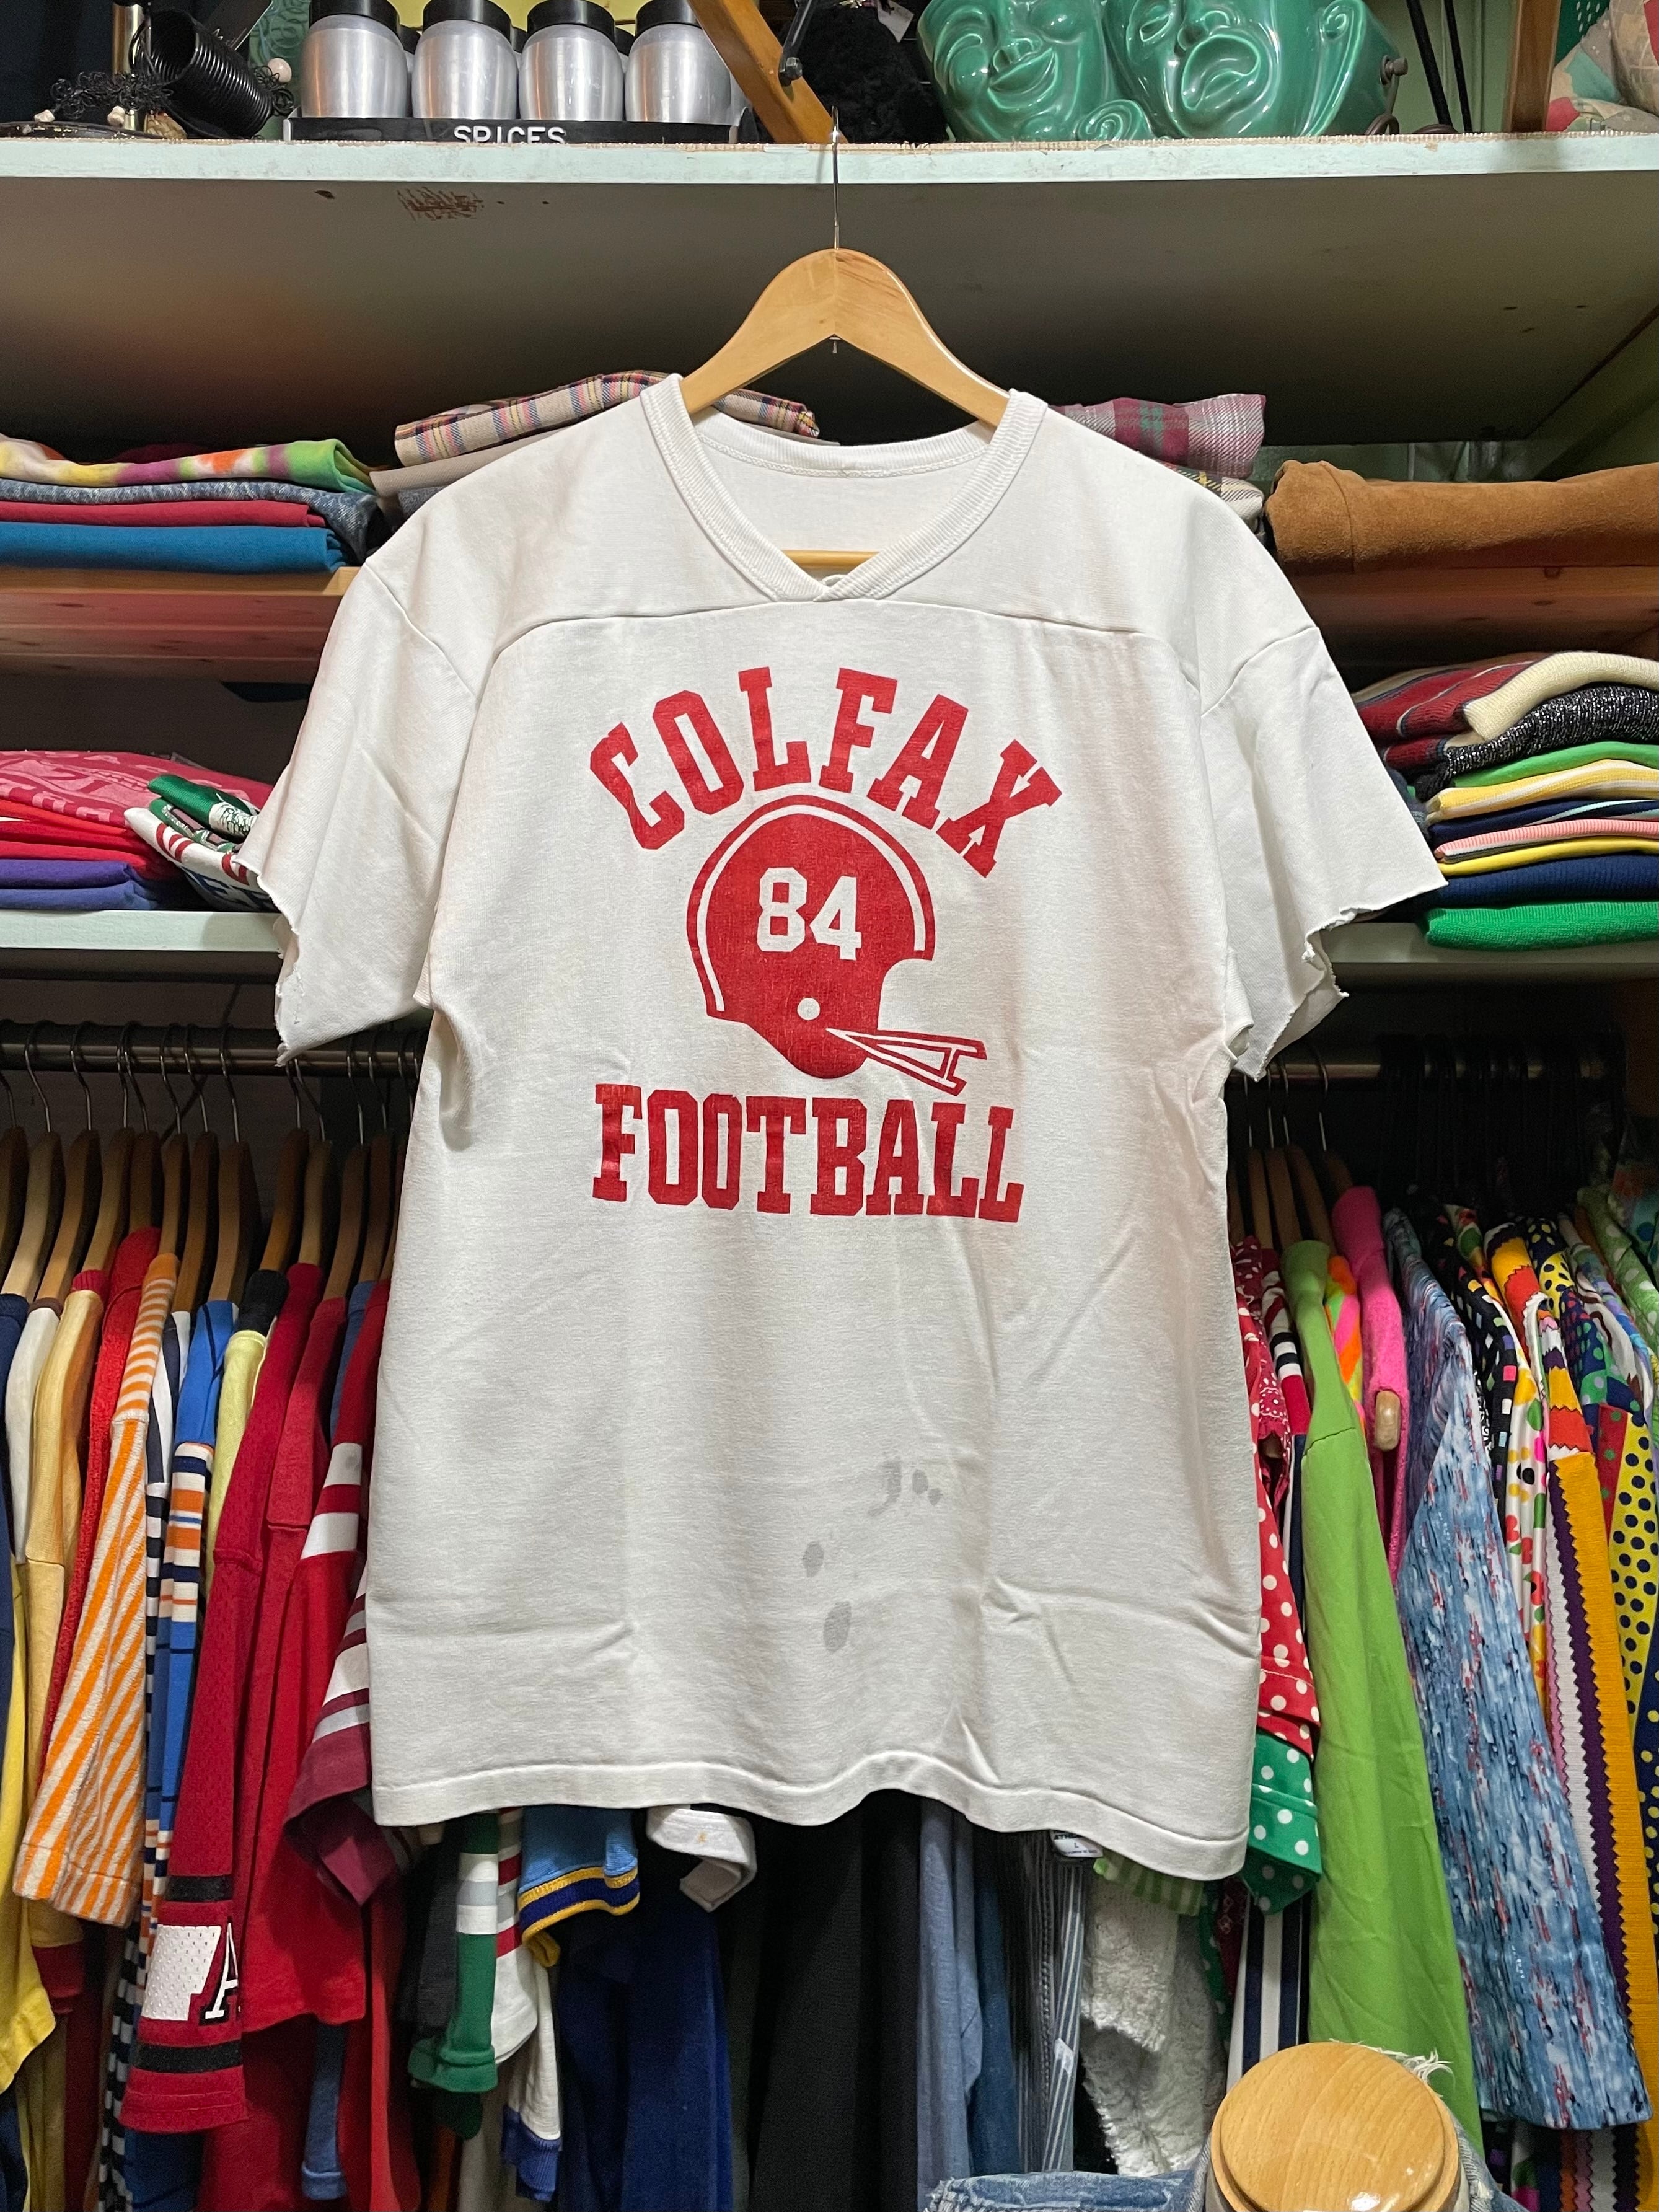 SPICES
COLFAX
84
FOOTBALL
A
L